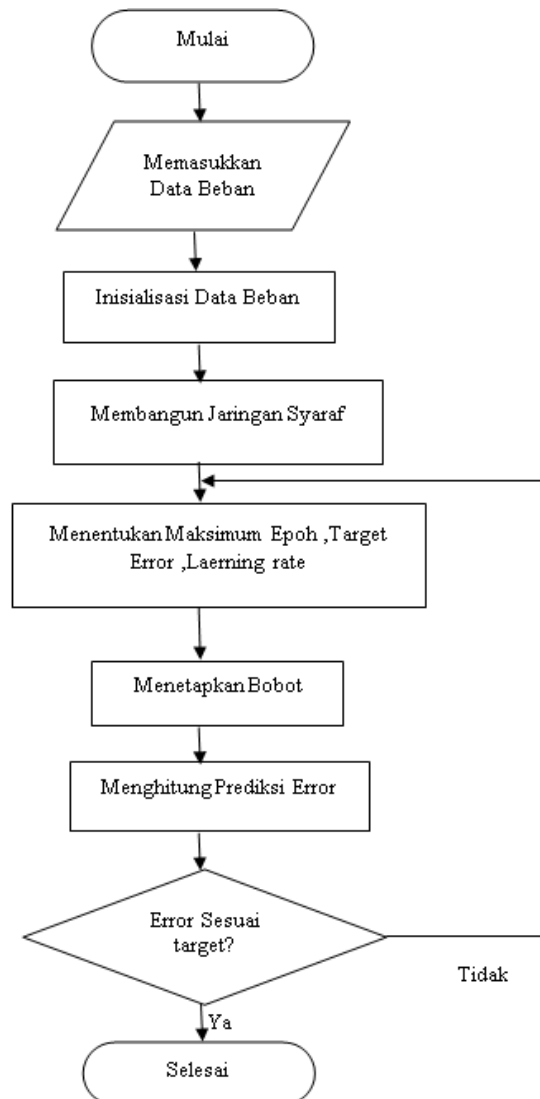 Mulai
Memasukkan
Data Beban
Inisialisasi Data Beban
Membangun Jaringan Syaraf
Menentukan Maksimum Epoh ,Target
Error ,Laerning rate
Menetapkan Bobot
Menghitung Prediksi Error
Error Sesuai
target?
Tidak
Ya
Selesai